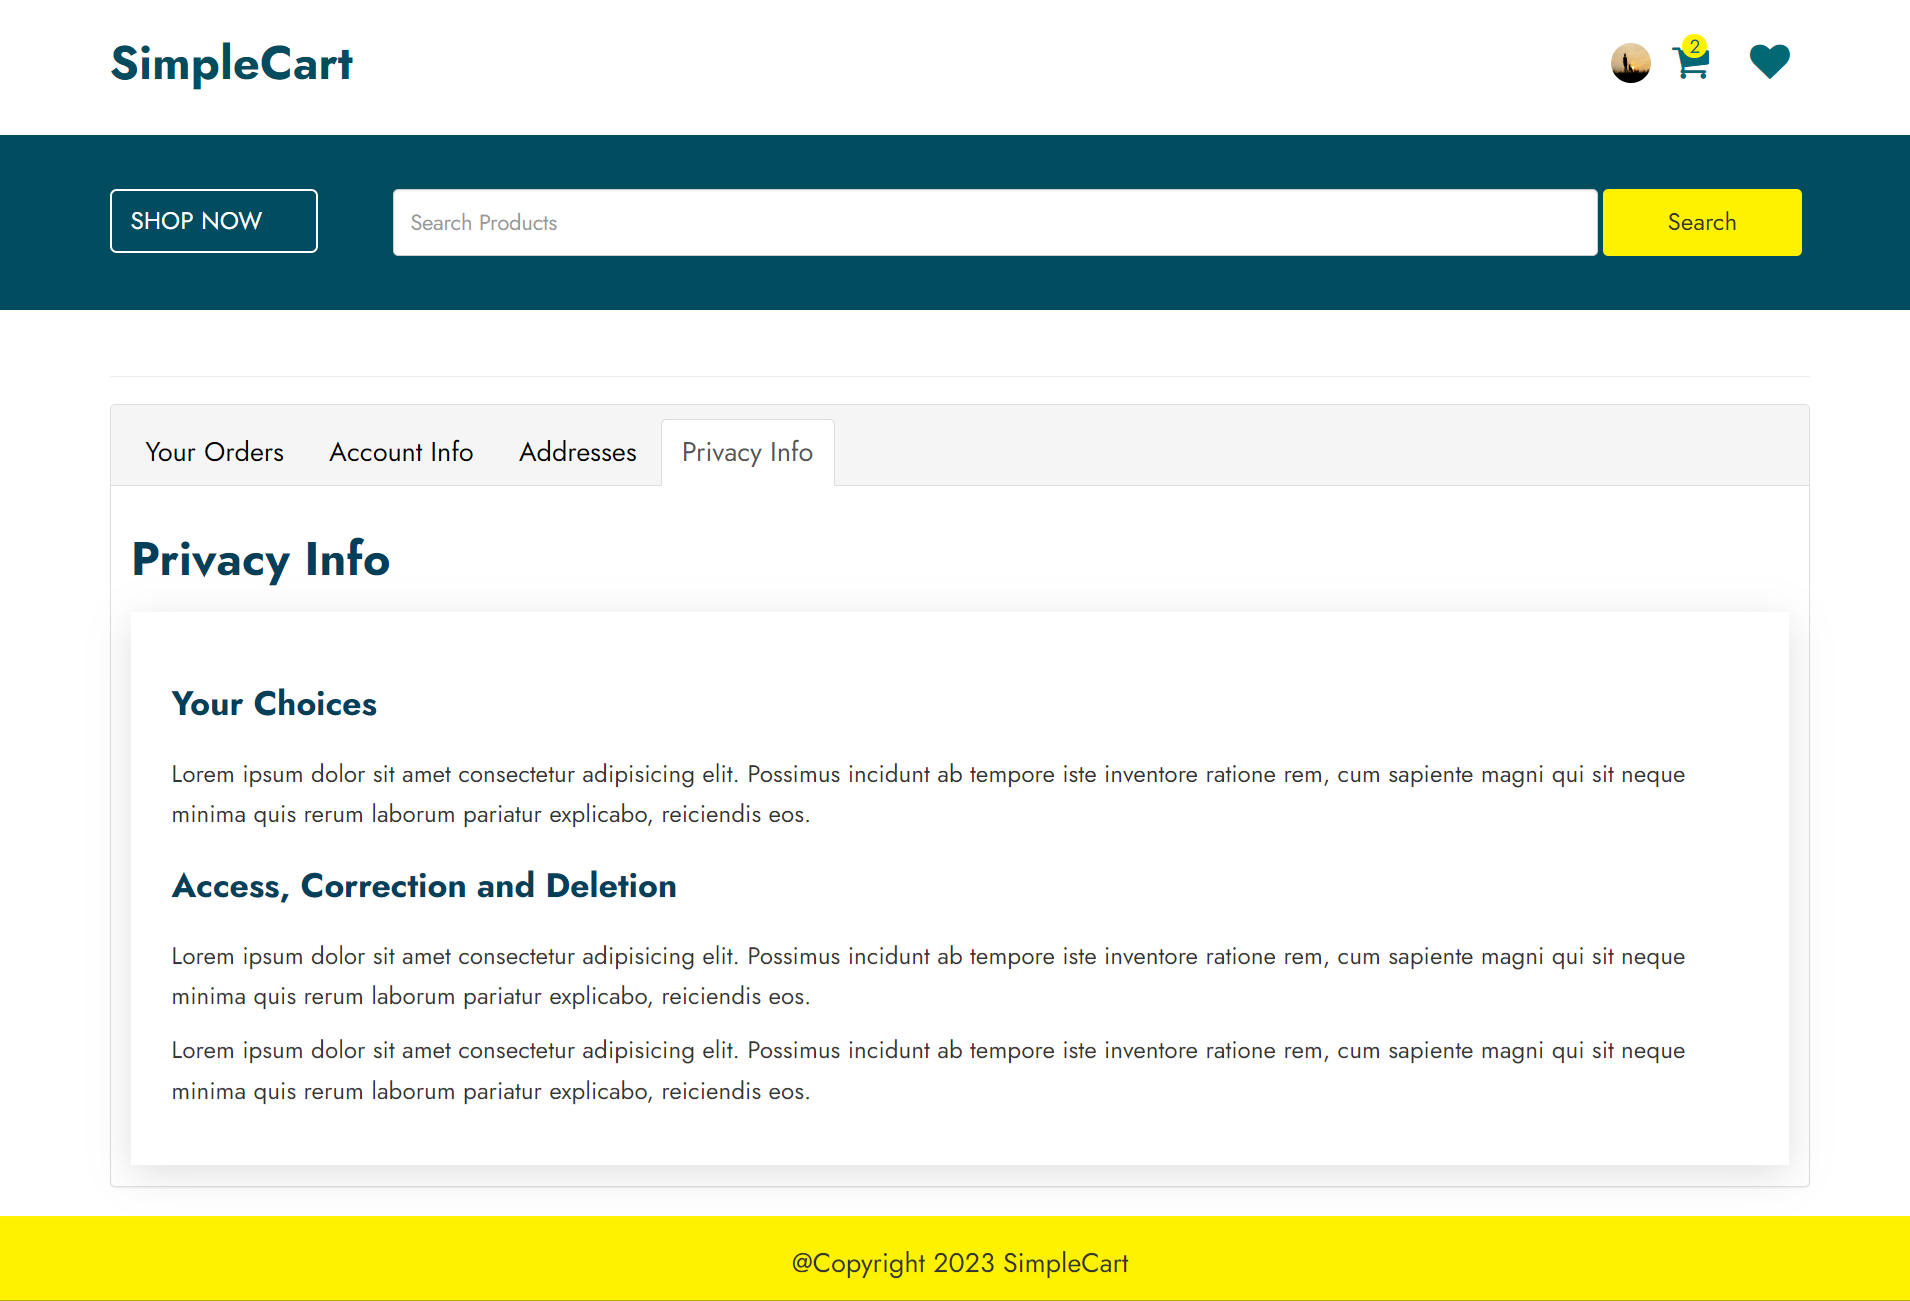 SimpleCart
2
SHOP NOW
Search Products
Search
Your Orders
Account Info
Addresses
Privacy Info
Privacy Info
Your Choices
Lorem ipsum dolor sit amet consectetur adipisicing elit. Possimus incidunt ab tempore iste inventore ratione rem, cum sapiente magni qui sit neque
minima quis rerum laborum pariatur explicabo, reiciendis eos.
Access, Correction and Deletion
Lorem ipsum dolor sit amet consectetur adipisicing elit. Possimus incidunt ab tempore iste inventore ratione rem, cum sapiente magni qui sit neque
minima quis rerum laborum pariatur explicabo, reiciendis eos.
Lorem ipsum dolor sit amet consectetur adipisicing elit. Possimus incidunt ab tempore iste inventore ratione rem, cum sapiente magni qui sit neque
minima quis rerum laborum pariatur explicabo, reiciendis eos.
@Copyright 2023 SimpleCart